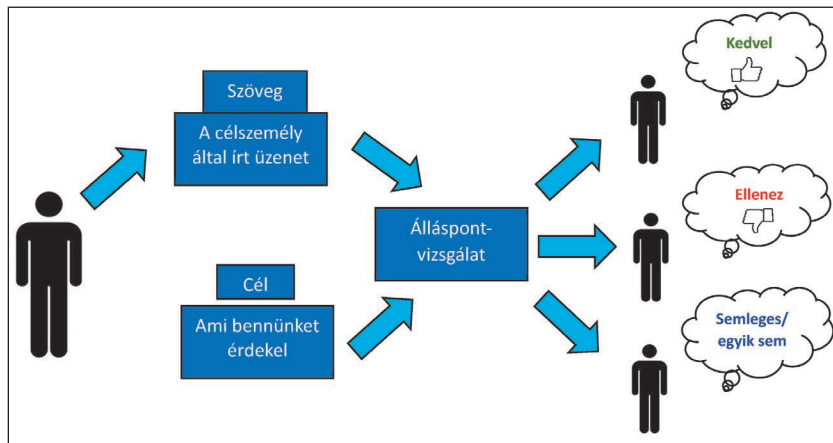 Szöveg
A célszemély
által írt üzenet
Cél
Ami bennünket
érdekel
Álláspont-
vizsgálat
Kedvel
Ellenez
Semleges/
egyik sem